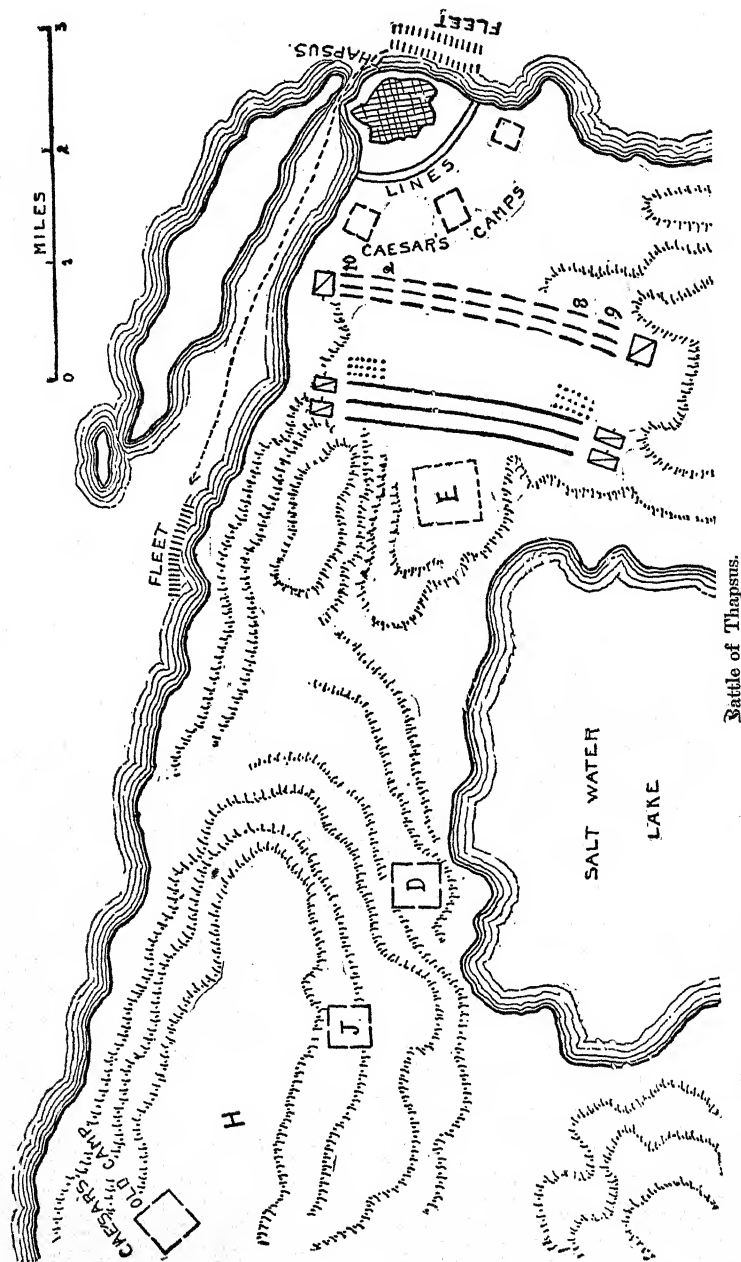 MILES
0 1 2 3
FLEET
THAPSUS.
LINES
CAESAR'S
CAMPS
10 2 8 9
FLEET
E
D
J
H
CAESAR'S
OLD CAMP
SALT WATER
LAKE
Battle of Thapsus.